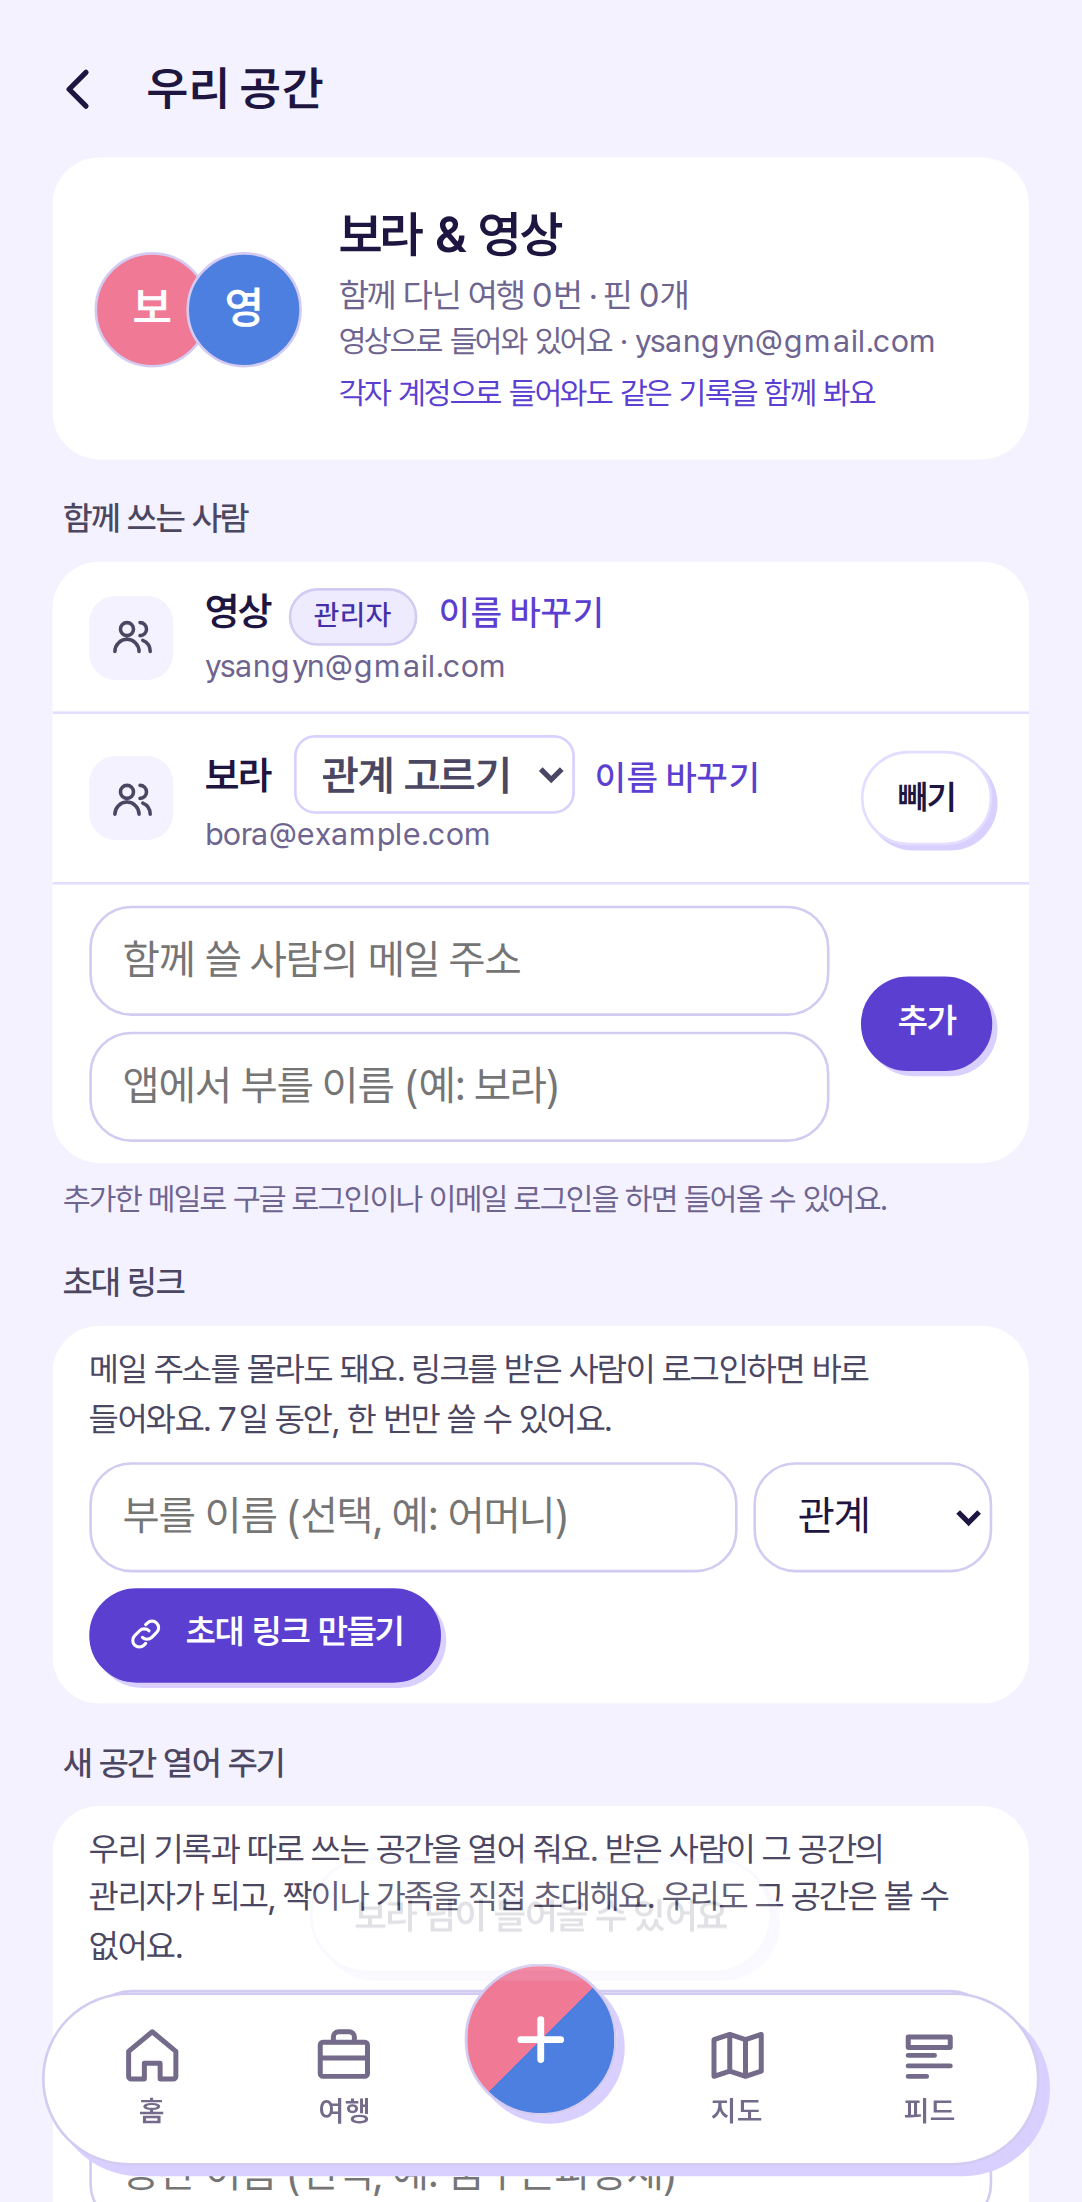 우리 공간
보 영
보라 & 영상
함께 다닌 여행 0번 · 핀 0개
영상으로 들어와 있어요 · ysangyn@gmail.com
각자 계정으로 들어와도 같은 기록을 함께 봐요
함께 쓰는 사람
영상 관리자 이름 바꾸기
ysangyn@gmail.com
보라 관계 고르기 이름 바꾸기
빼기
bora@example.com
함께 쓸 사람의 메일 주소
추가
앱에서 부를 이름 (예: 보라)
추가한 메일로 구글 로그인이나 이메일 로그인을 하면 들어올 수 있어요.
초대 링크
메일 주소를 몰라도 돼요. 링크를 받은 사람이 로그인하면 바로
들어와요. 7일 동안, 한 번만 쓸 수 있어요.
부를 이름 (선택, 예: 어머니) 관계
초대 링크 만들기
새 공간 열어 주기
우리 기록과 따로 쓰는 공간을 열어 줘요. 받은 사람이 그 공간의
관리자가 되고, 짝이나 가족을 직접 초대해요. 우리도 그 공간은 볼 수
없어요.
보라 님이 들어올 수 있어요
홈 여행 지도 피드